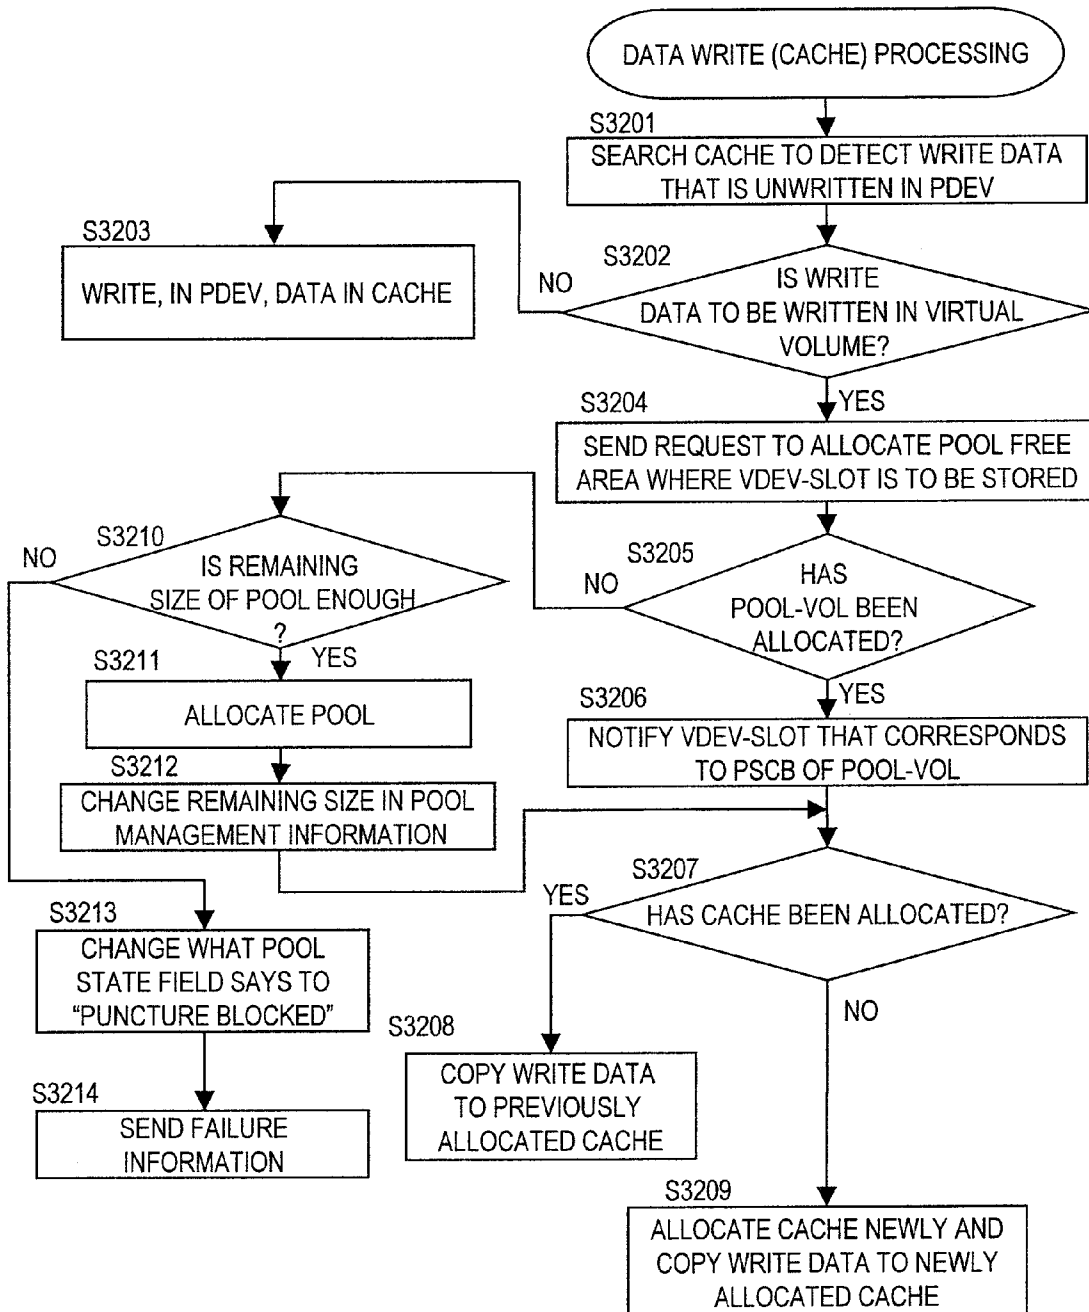 DATA WRITE (CACHE) PROCESSING
S3201
SEARCH CACHE TO DETECT WRITE DATA
THAT IS UNWRITTEN IN PDEV
S3203
WRITE, IN PDEV, DATA IN CACHE
S3202
NO
IS WRITE
DATA TO BE WRITTEN IN VIRTUAL
VOLUME?
YES
S3204
SEND REQUEST TO ALLOCATE POOL FREE
AREA WHERE VDEV-SLOT IS TO BE STORED
S3205
NO
HAS
POOL-VOL BEEN
ALLOCATED?
YES
S3210
NO
IS REMAINING
SIZE OF POOL ENOUGH
?
YES
S3211
ALLOCATE POOL
S3212
CHANGE REMAINING SIZE IN POOL
MANAGEMENT INFORMATION
S3206
NOTIFY VDEV-SLOT THAT CORRESPONDS
TO PSCB OF POOL-VOL
S3207
YES
HAS CACHE BEEN ALLOCATED?
NO
S3213
CHANGE WHAT POOL
STATE FIELD SAYS TO
“PUNCTURE BLOCKED”
S3214
SEND FAILURE
INFORMATION
S3208
COPY WRITE DATA
TO PREVIOUSLY
ALLOCATED CACHE
S3209
ALLOCATE CACHE NEWLY AND
COPY WRITE DATA TO NEWLY
ALLOCATED CACHE